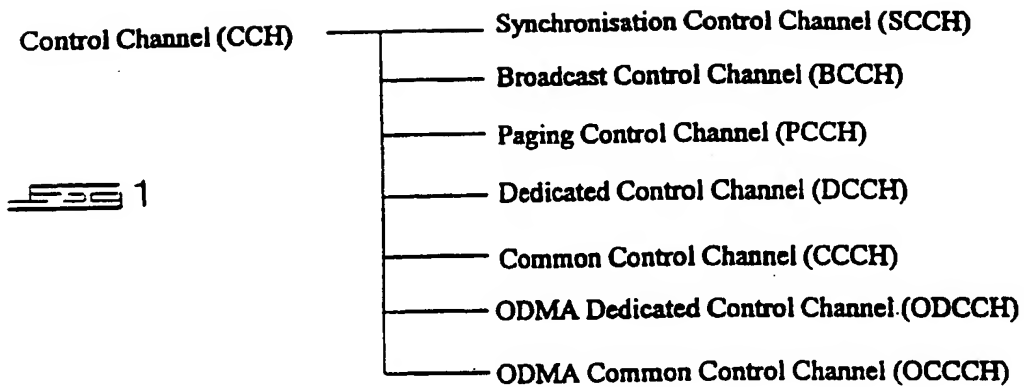 Control Channel (CCH)
Synchronisation Control Channel (SCCH)
Broadcast Control Channel (BCCH)
Paging Control Channel (PCCH)
Dedicated Control Channel (DCCH)
Common Control Channel (CCCH)
ODMA Dedicated Control Channel (ODCCH)
ODMA Common Control Channel (OCCCH)
1